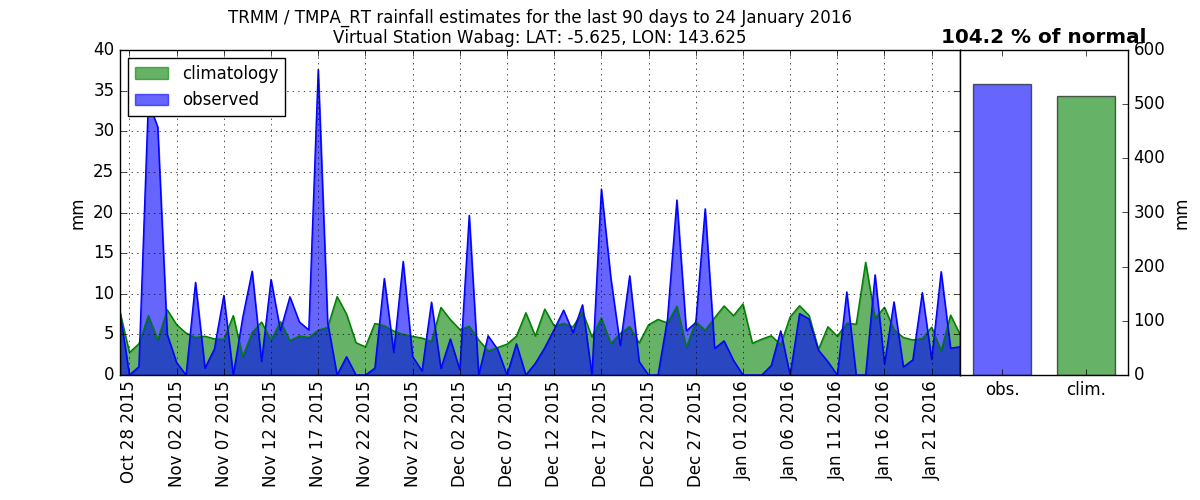 TRMM / TMPA_RT rainfall estimates for the last 90 days to 24 January 2016
Virtual Station Wabag: LAT: -5.625, LON: 143.625
104.2 % of normal
climatology
observed
mm
40
35
30
25
20
15
10
5
0
Oct 28 2015
Nov 02 2015
Nov 07 2015
Nov 12 2015
Nov 17 2015
Nov 22 2015
Nov 27 2015
Dec 02 2015
Dec 07 2015
Dec 12 2015
Dec 17 2015
Dec 22 2015
Dec 27 2015
Jan 01 2016
Jan 06 2016
Jan 11 2016
Jan 16 2016
Jan 21 2016
600
500
400
300
200
100
0
mm
obs.
clim.